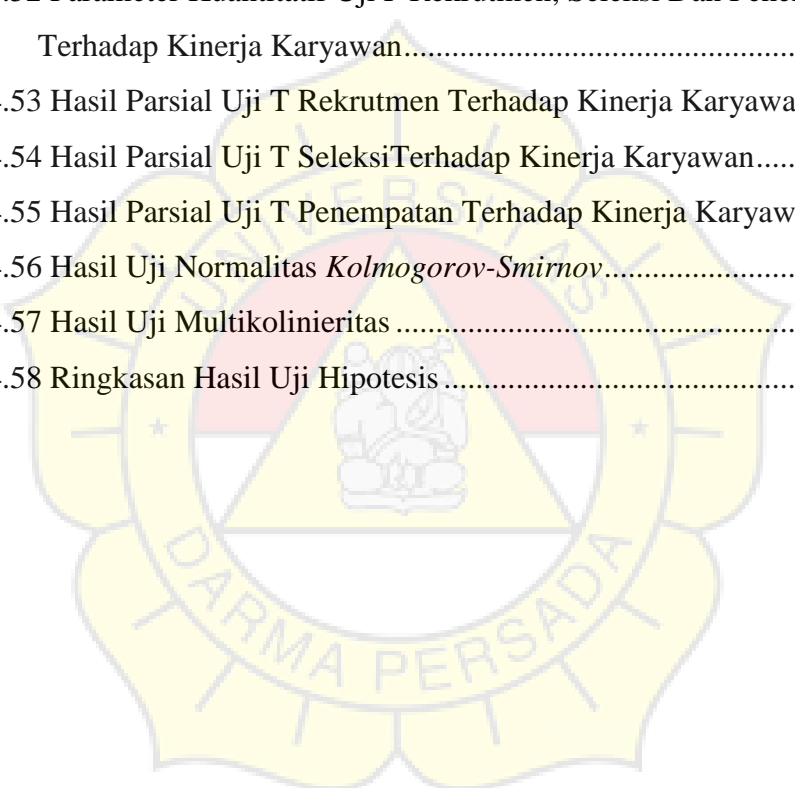 Terhadap Kinerja Karyawan
.53 Hasil Parsial Uji T Rekrutmen Terhadap Kinerja
.54 Hasil Parsial Uji T SeleksiTerhadap Kinerja Karyawan
.55 Hasil Parsial Uji T Penempatan Terhadap Kinerja
.56 Hasil Uji Normalitas Kolmogorov-Smirnov
.57 Hasil Uji Multikolinieritas
.58 Ringkasan Hasil Uji Hipotesis
UNIVERSITAS
DARMA PERSADA